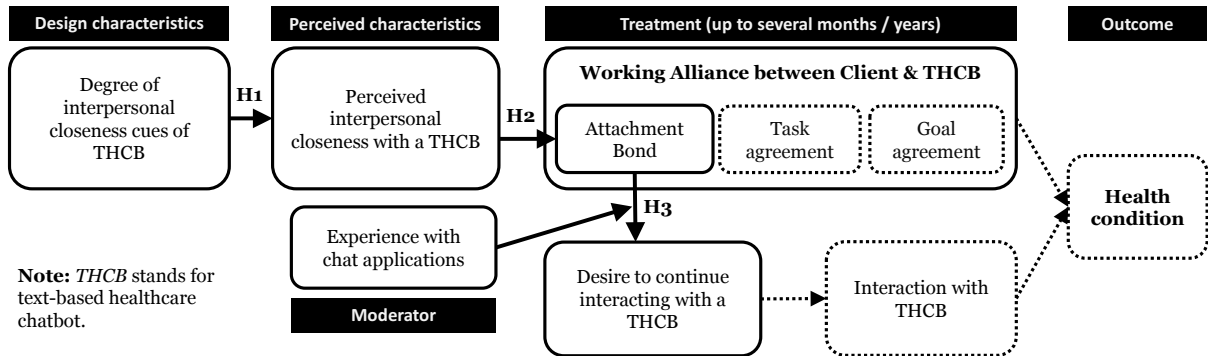 Design characteristics
Perceived characteristics
Treatment (up to several months / years)
Outcome
Degree of
interpersonal
closeness cues of
THCB
H1
Perceived
interpersonal
closeness with a THCB
H2
Working Alliance between Client & THCB
Attachment
Bond
Task
agreement
Goal
agreement
H3
Health
condition
Experience with
chat applications
Moderator
Desire to continue
interacting with a
THCB
Interaction with
THCB
Note: THCB stands for
text-based healthcare
chatbot.